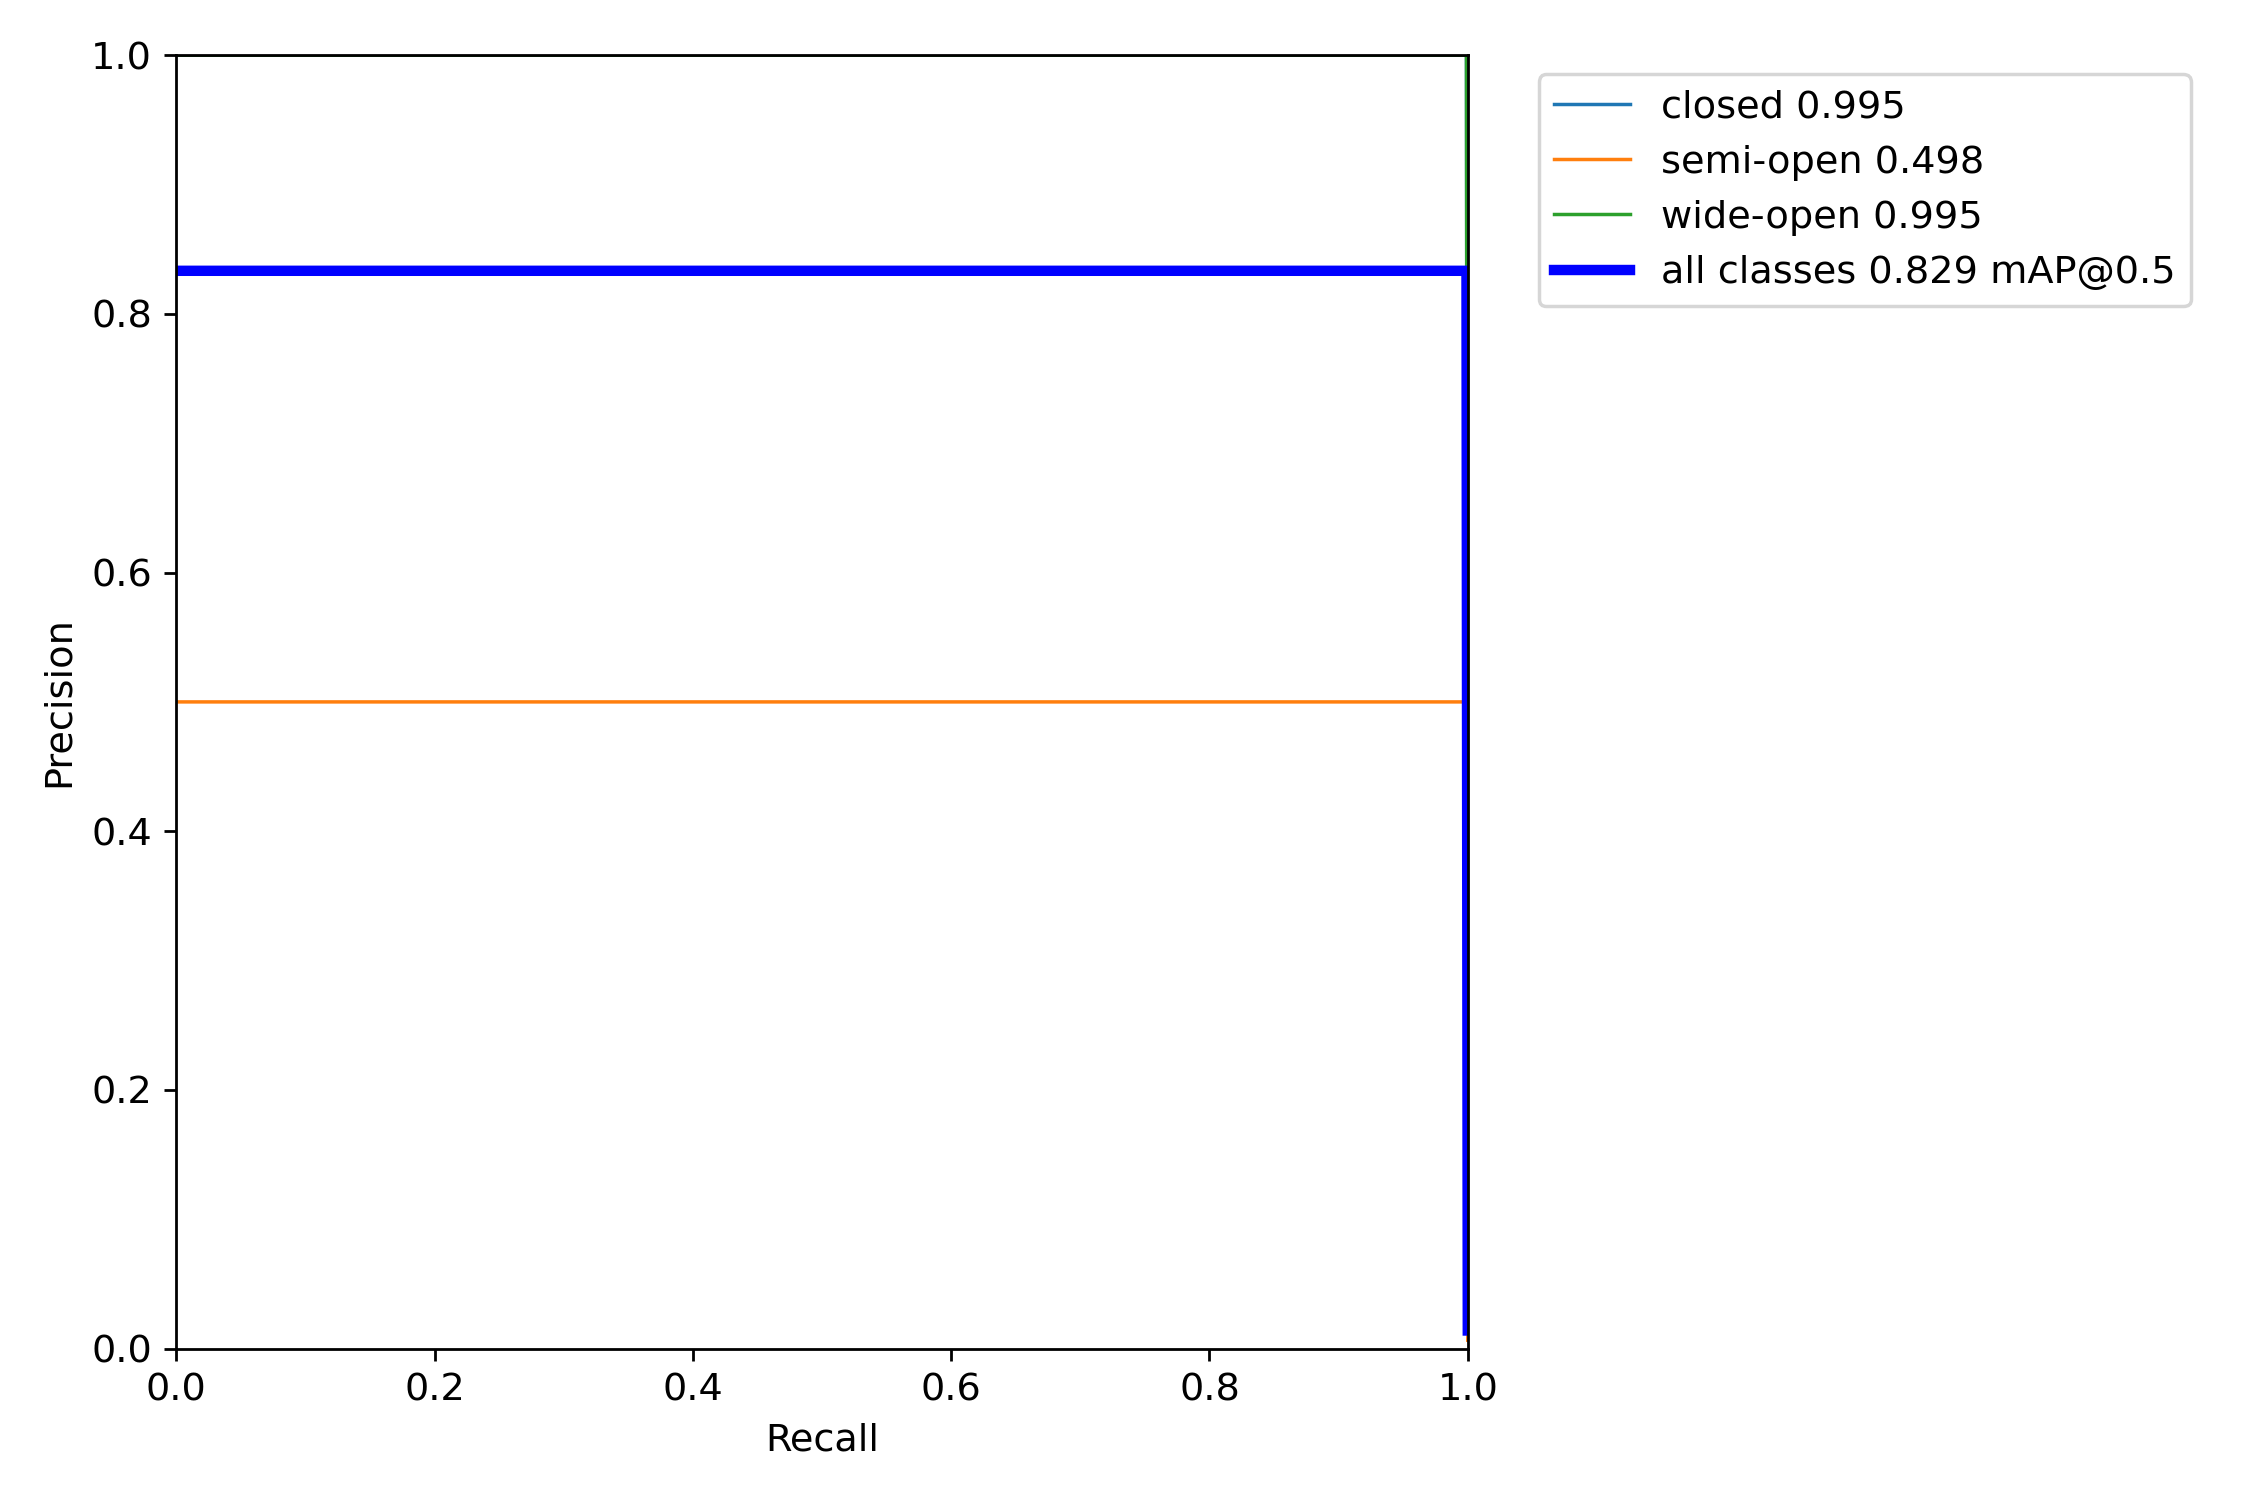 1.0
0.8
0.6
0.4
0.2
0.0
Precision
0.0 0.2 0.4 0.6 0.8 1.0
Recall
closed 0.995
semi-open 0.498
wide-open 0.995
all classes 0.829 mAP@0.5